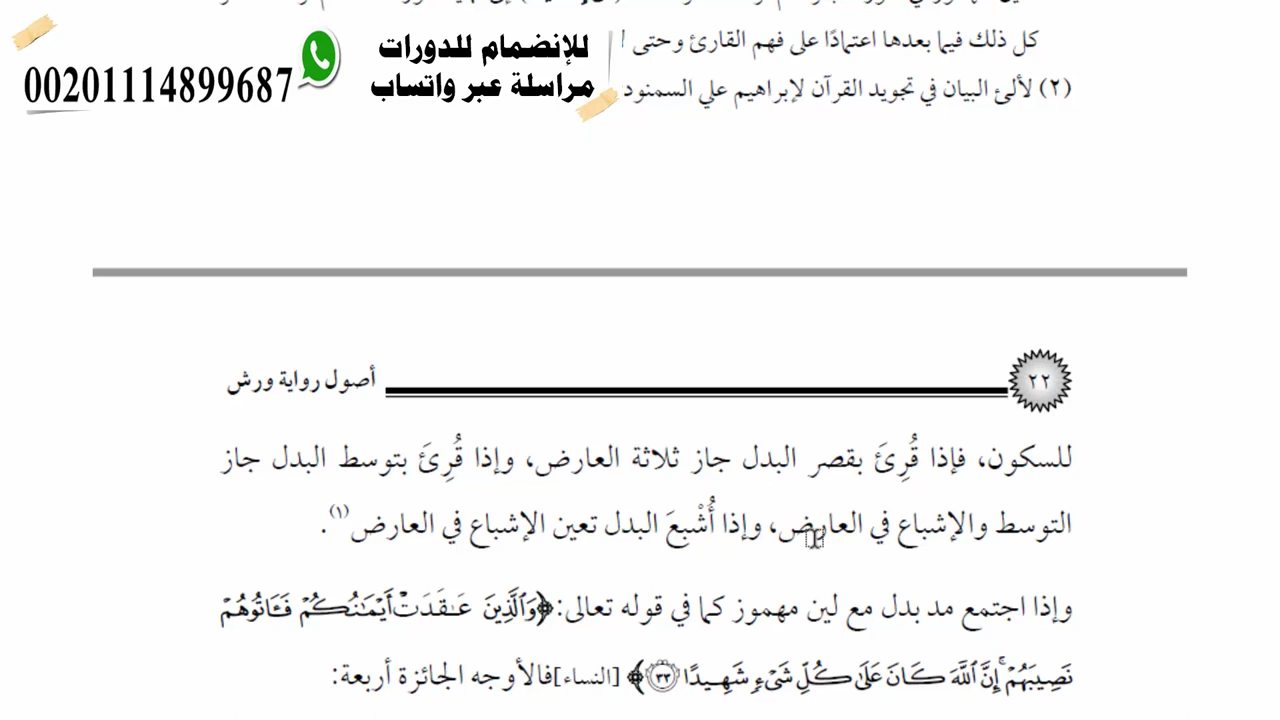 كل ذلك فيما بعدها اعتمادًا على فهم القارئ وحتى
(٢) لألئ البيان في تجويد القرآن لإبراهيم علي السمنود
للإنضمام للدورات
مراسلة عبر واتساب
00201114899687
٢٢
أصول رواية ورش
للسكون، فإذا قُرِئَ بقصر البدل جاز ثلاثة العارض، وإذا قُرِئَ بتوسط البدل جاز
التوسط والإشباع في العارض، وإذا أُشْبِعَ البدل تعين الإشباع في العارض(١).
وإذا اجتمع مد بدل مع لين مهموز كما في قوله تعالى: ﴿وَٱلَّذِينَ عَـٰقَدَتْ أَيْمَـٰنُكُمْ فَـَٔاتُوهُمْ
نَصِيبَهُمْ ۚ إِنَّ ٱللَّهَ كَانَ عَلَىٰ كُلِّ شَىْءٍ شَهِـيدًا ٣٣﴾ [النساء] فالأوجه الجائزة أربعة: